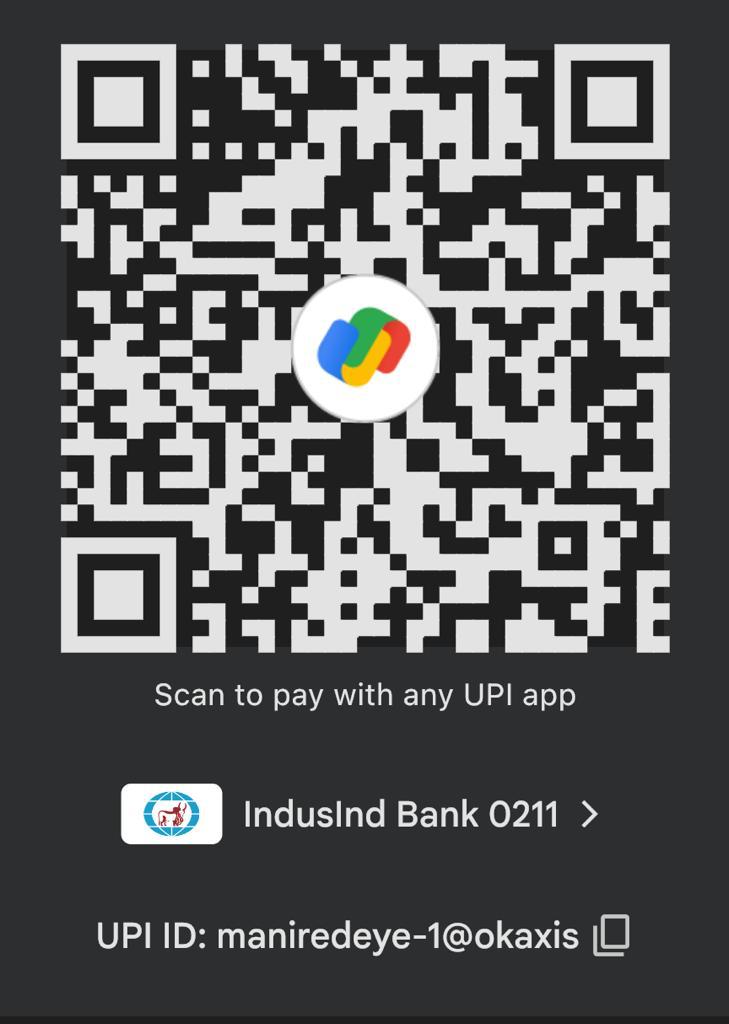 Scan to pay with any UPI app
IndusInd Bank 0211
UPI ID: maniredeye-1@okaxis